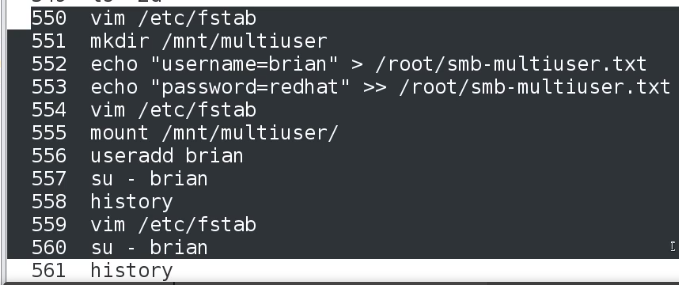 550 vim /etc/fstab
551 mkdir /mnt/multiuser
552 echo "username=brian" > /root/smb-multiuser.txt
553 echo "password=redhat" >> /root/smb-multiuser.txt
554 vim /etc/fstab
555 mount /mnt/multiuser/
556 useradd brian
557 su - brian
558 history
559 vim /etc/fstab
560 su - brian
561 history